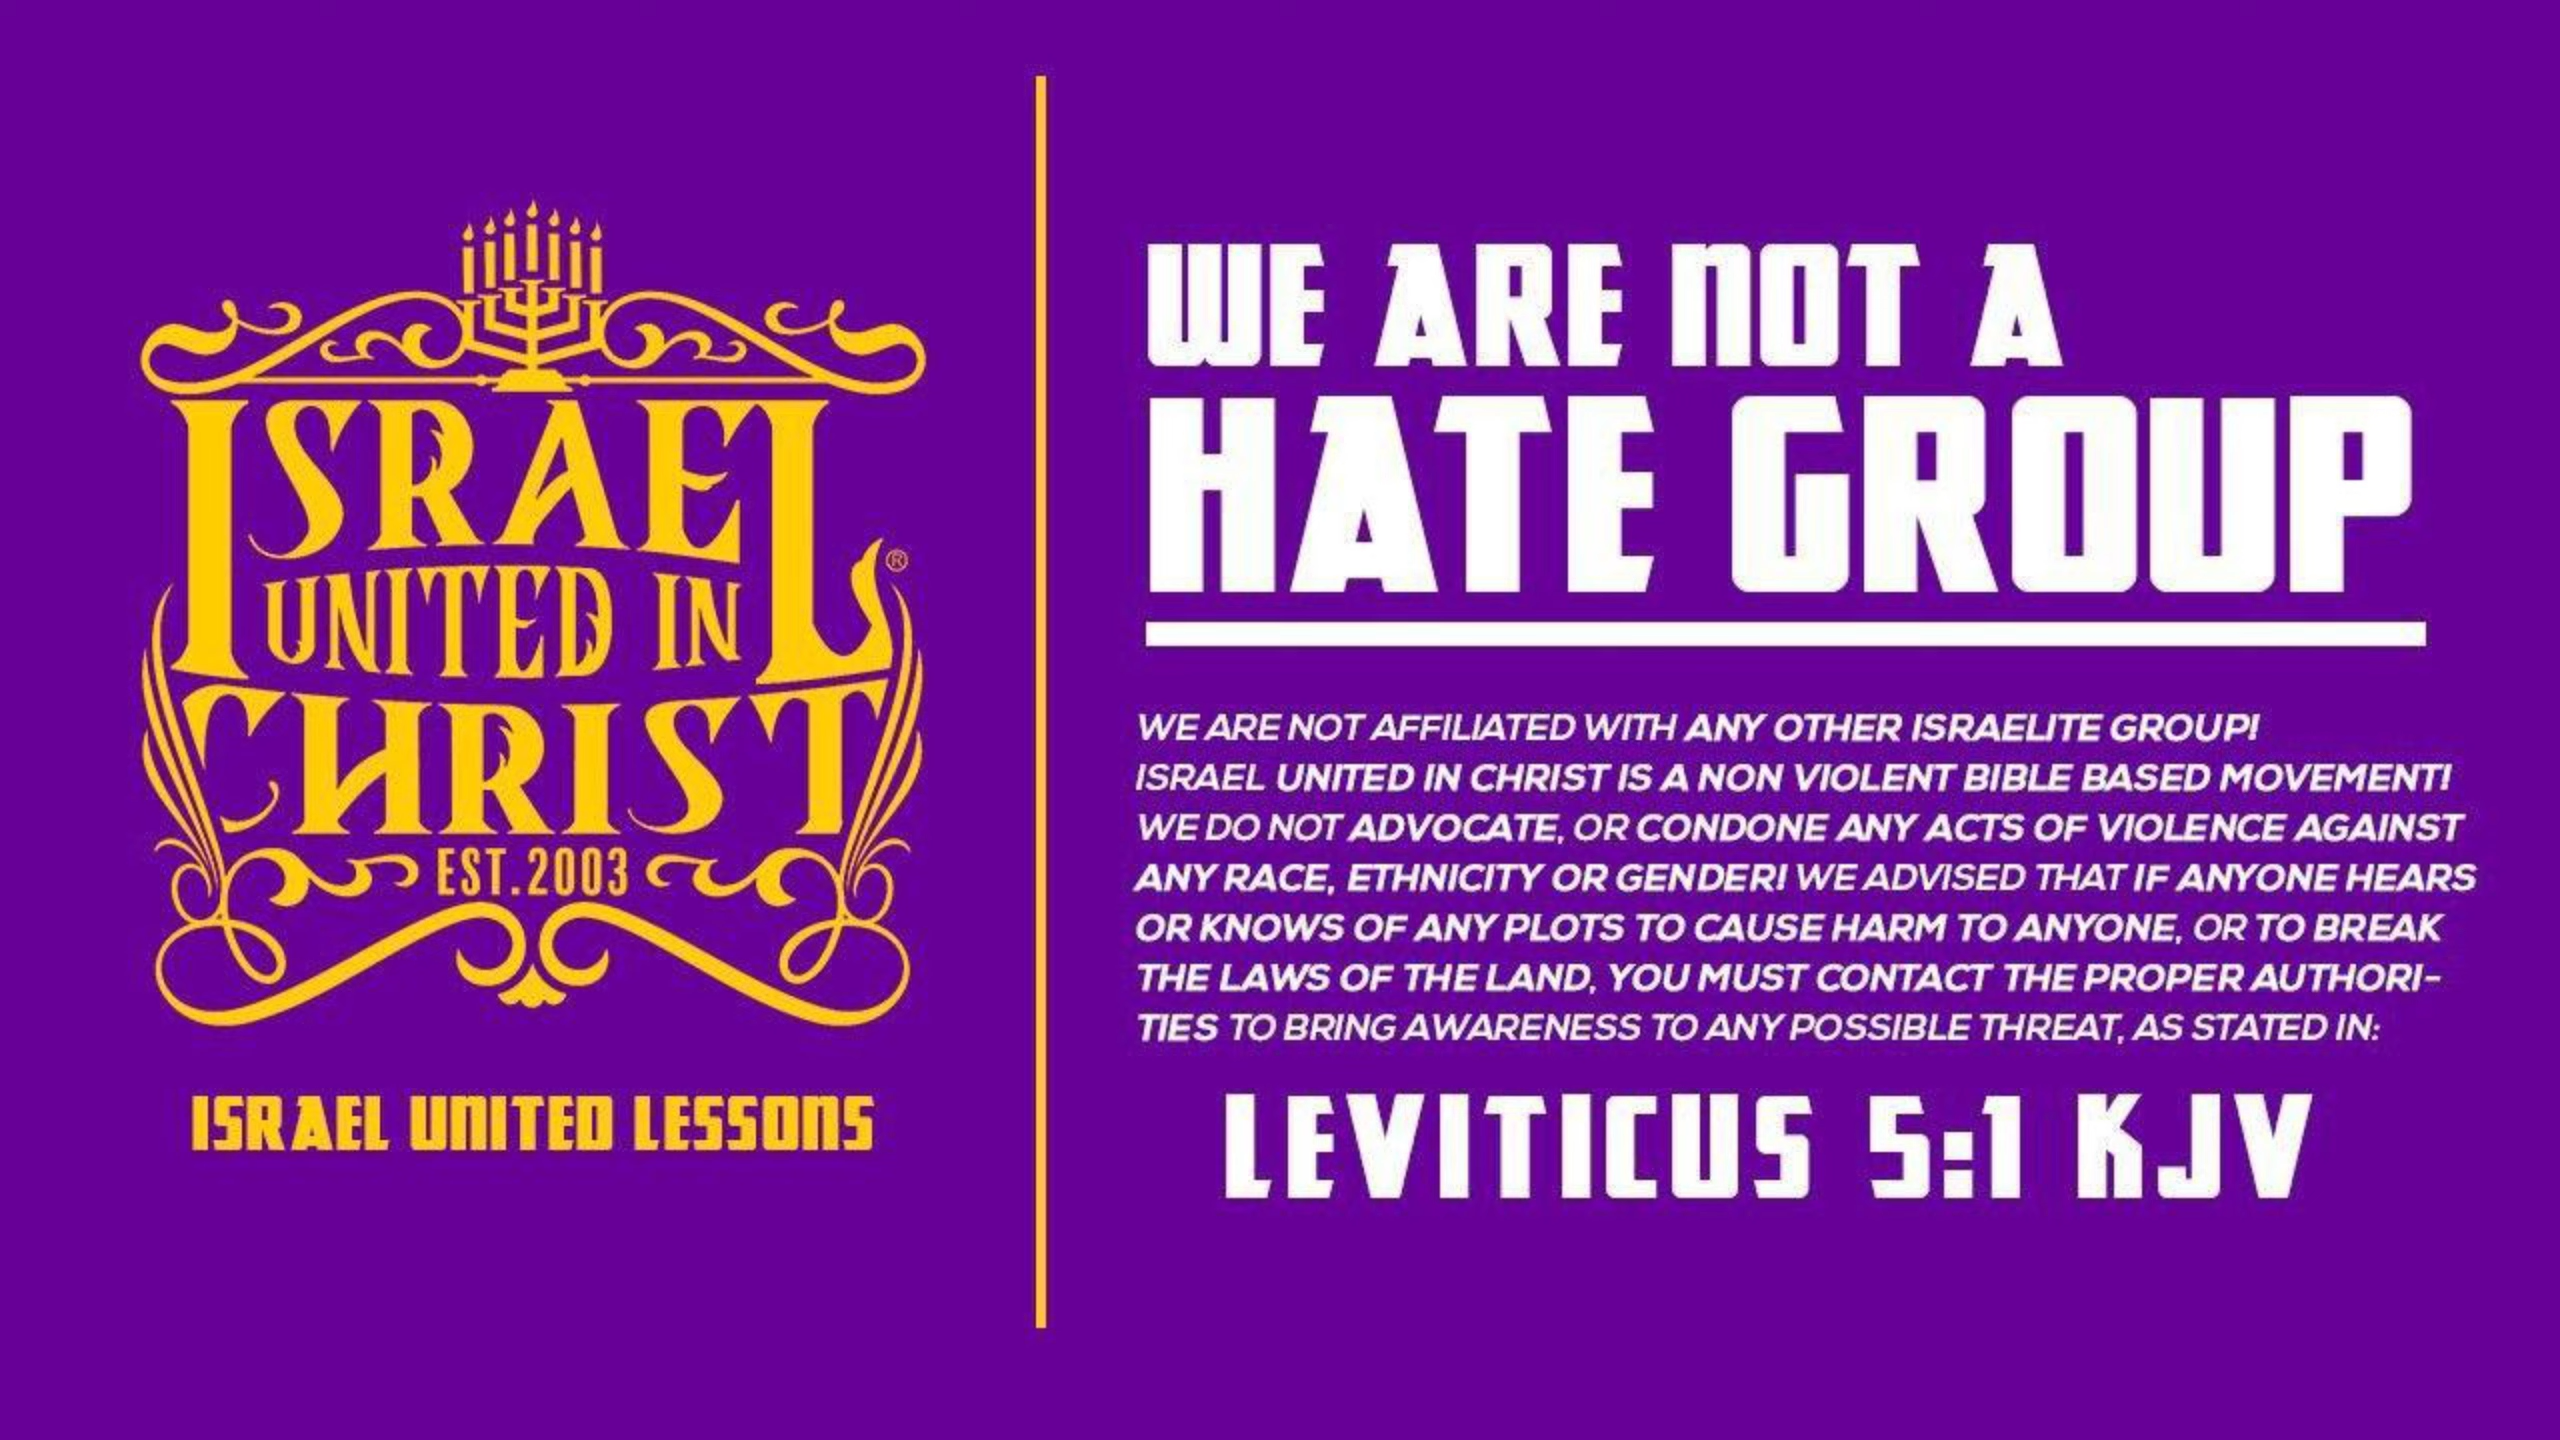 ISRAEL
UNITED IN
CHRIST
®
EST.2003
ISRAEL UNITED LESSONS
WE ARE NOT A
HATE GROUP
WE ARE NOT AFFILIATED WITH ANY OTHER ISRAELITE GROUP!
ISRAEL UNITED IN CHRIST IS A NON VIOLENT BIBLE BASED MOVEMENT!
WE DO NOT ADVOCATE, OR CONDONE ANY ACTS OF VIOLENCE AGAINST
ANY RACE, ETHNICITY OR GENDER! WE ADVISED THAT IF ANYONE HEARS
OR KNOWS OF ANY PLOTS TO CAUSE HARM TO ANYONE, OR TO BREAK
THE LAWS OF THE LAND, YOU MUST CONTACT THE PROPER AUTHORI-
TIES TO BRING AWARENESS TO ANY POSSIBLE THREAT, AS STATED IN:
LEVITICUS 5:1 KJV